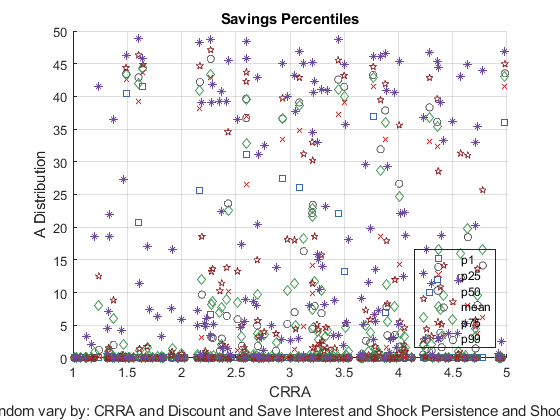 Savings Percentiles
A Distribution
50
45
40
35
30
25
20
15
10
5
0
1
1.5
2
2.5
3
3.5
4
4.5
5
p1
p25
p50
mean
p75
p99
CRRA
ndom vary by: CRRA and Discount and Save Interest and Shock Persistence and Sho